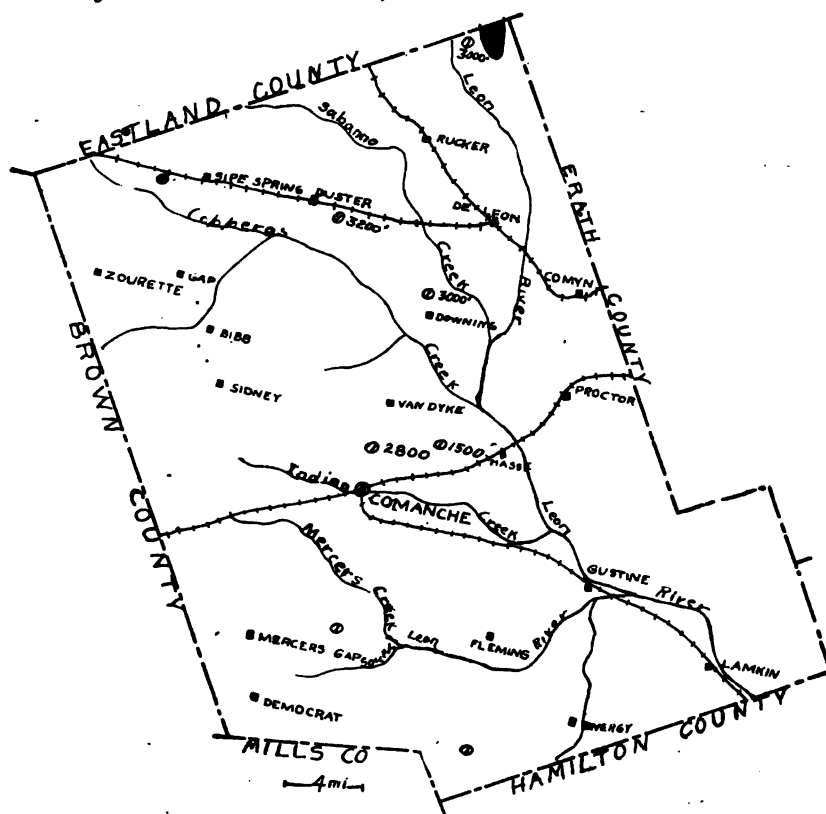 EASTLAND COUNTY
3000'
Leon
Sabanno
RUCKER
ERATH
SIPE SPRING
DUSTER
DE LEON
3200'
Copperas
Creek
River
COMYN
COUNTY
ZOURETTE
GAP
3000'
DOWNING
BIBB
BROWN
Creek
SIDNEY
VAN DYKE
PROCTOR
2800
1500'
HASSE
Indian
COMANCHE
Creek
Leon
COUNTY
Mercers
Creek
GUSTINE
River
MERCERS GAP
Leon
FLEMING
River
LAMKIN
DEMOCRAT
ENERGY
MILLS CO
HAMILTON COUNTY
4mi